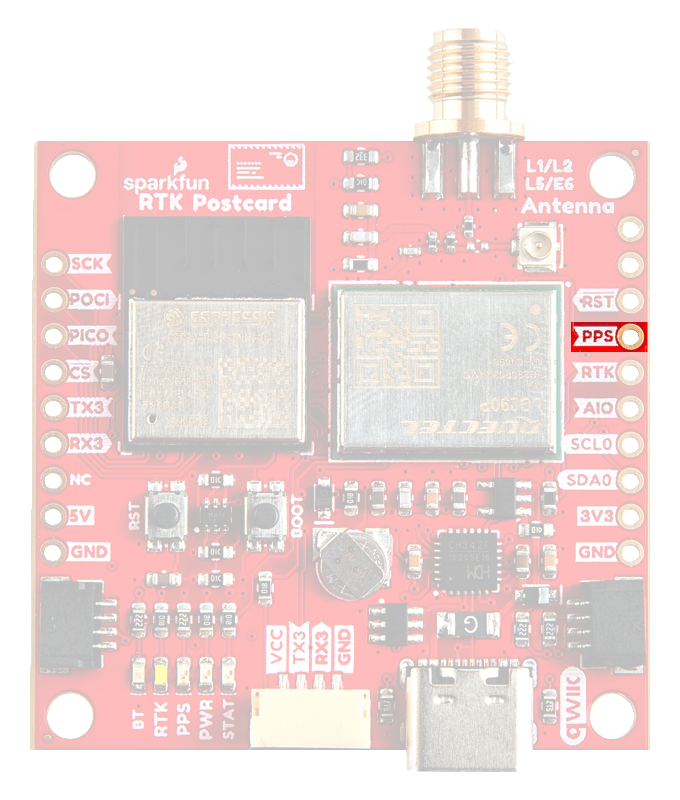 L1/L2
L5/E6
Antenna
sparkfun
RTK Postcard
SCK
POCI
PICO
CS
TX3
RX3
NC
5V
GND
RST
PPS
RTK
AIO
SCL0
SDA0
3V3
GND
QUECTEL
RST
BOOT
VCC
TX3
RX3
GND
BT
RTK
PPS
PWR
STAT
qwiic